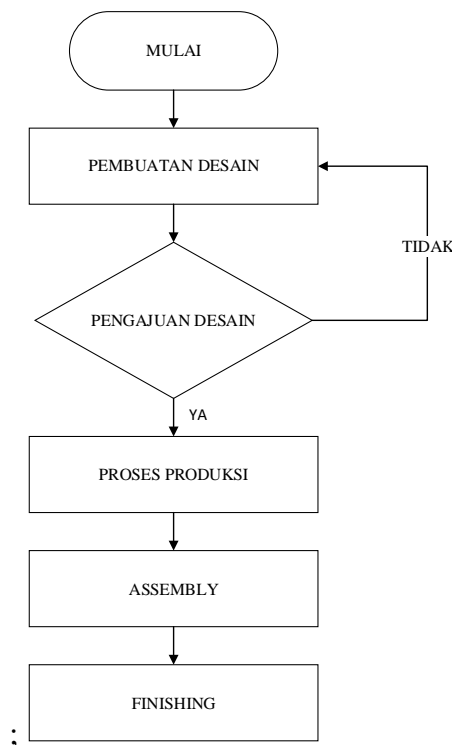 MULAI
PEMBUATAN DESAIN
TIDAK
PENGAJUAN DESAIN
YA
PROSES PRODUKSI
ASSEMBLY
FINISHING
;